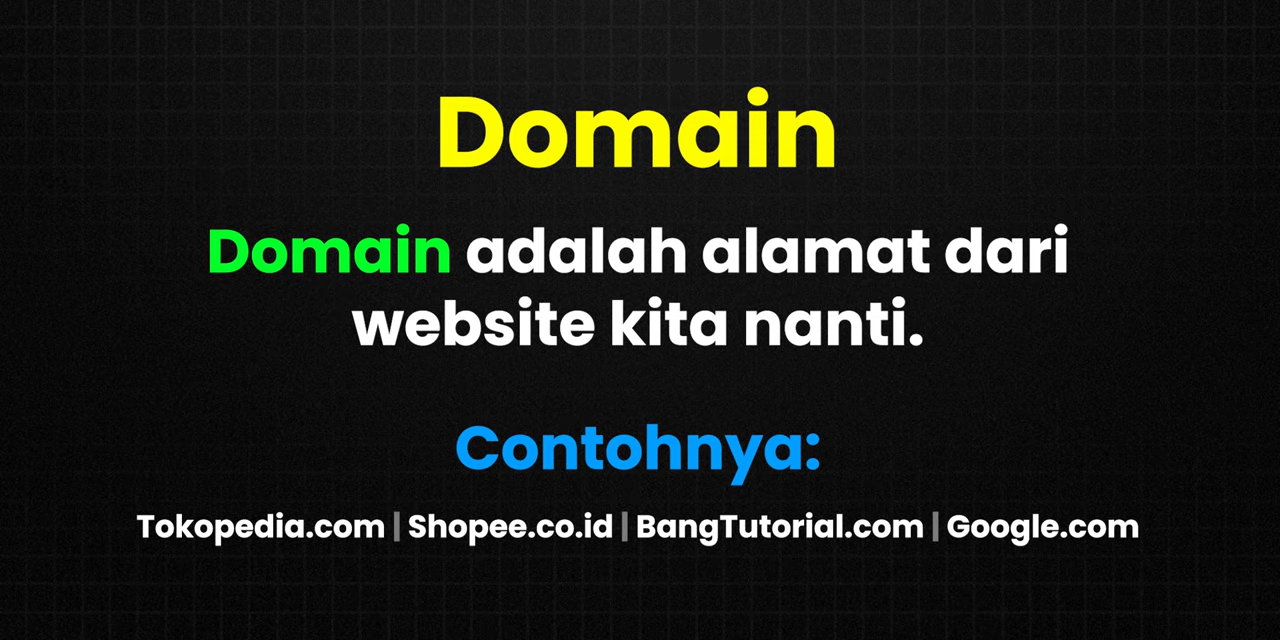 Domain
Domain adalah alamat dari
website kita nanti.
Contohnya:
Tokopedia.com | Shopee.co.id | BangTutorial.com | Google.com